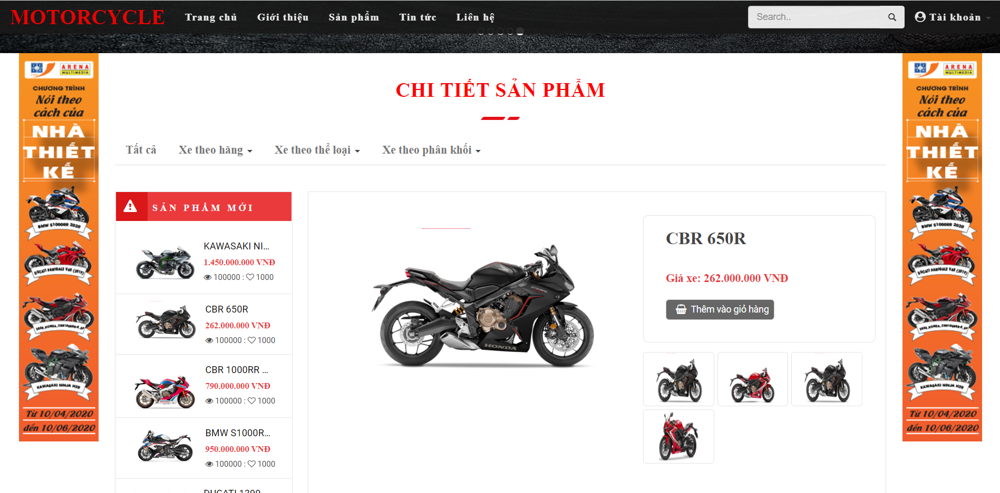 MOTORCYCLE
Trang chủ
Giới thiệu
Sản phẩm
Tin tức
Liên hệ
Search..
Tài khoản
ARENA
MULTIMEDIA
CHƯƠNG TRÌNH
Nói theo
cách của
NHÀ
THIẾT
KẾ
BMW S1000RR 2020
DUCATI PANIGALE V4R (2019)
KAWASAKI NINJA H2R
Từ 10/04/2020
đến 10/06/2020
CHI TIẾT SẢN PHẨM
Tất cả
Xe theo hãng
Xe theo thể loại
Xe theo phân khối
SẢN PHẨM MỚI
KAWASAKI NI...
1.450.000.000 VNĐ
100000 : 1000
CBR 650R
262.000.000 VNĐ
100000 : 1000
CBR 1000RR ...
790.000.000 VNĐ
100000 : 1000
BMW S1000R...
950.000.000 VNĐ
100000 : 1000
DUCATI 1299
CBR
HONDA
CBR 650R
Giá xe: 262.000.000 VNĐ
Thêm vào giỏ hàng
ARENA
MULTIMEDIA
CHƯƠNG TRÌNH
Nói theo
cách của
NHÀ
THIẾT
KẾ
BMW S1000RR 2020
DUCATI PANIGALE V4R (2019)
KAWASAKI NINJA H2R
Từ 10/04/2020
đến 10/06/2020